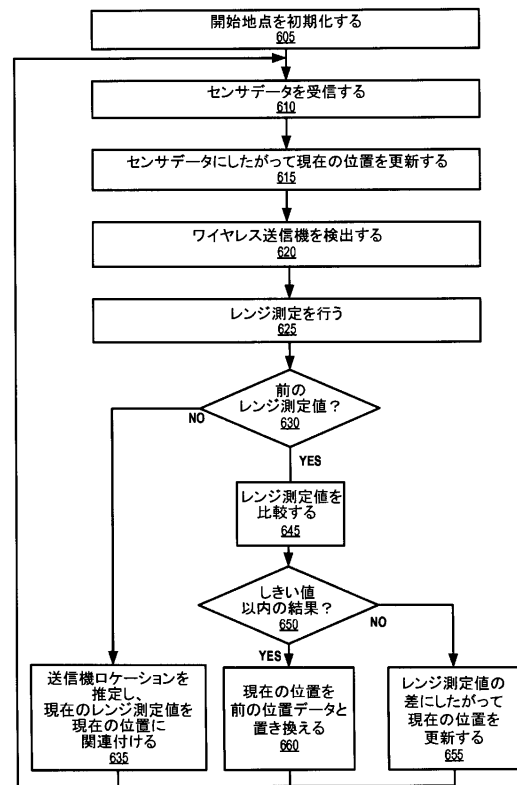 開始地点を初期化する
605
センサデータを受信する
610
センサデータにしたがって現在の位置を更新する
615
ワイヤレス送信機を検出する
620
レンジ測定を行う
625
前の
レンジ測定値？
630
NO
YES
レンジ測定値を
比較する
645
しきい値
以内の結果？
650
NO
YES
送信機ロケーションを
推定し、
現在のレンジ測定値を
現在の位置に
関連付ける
635
現在の位置を
前の位置データと
置き換える
660
レンジ測定値の
差にしたがって
現在の位置を
更新する
655